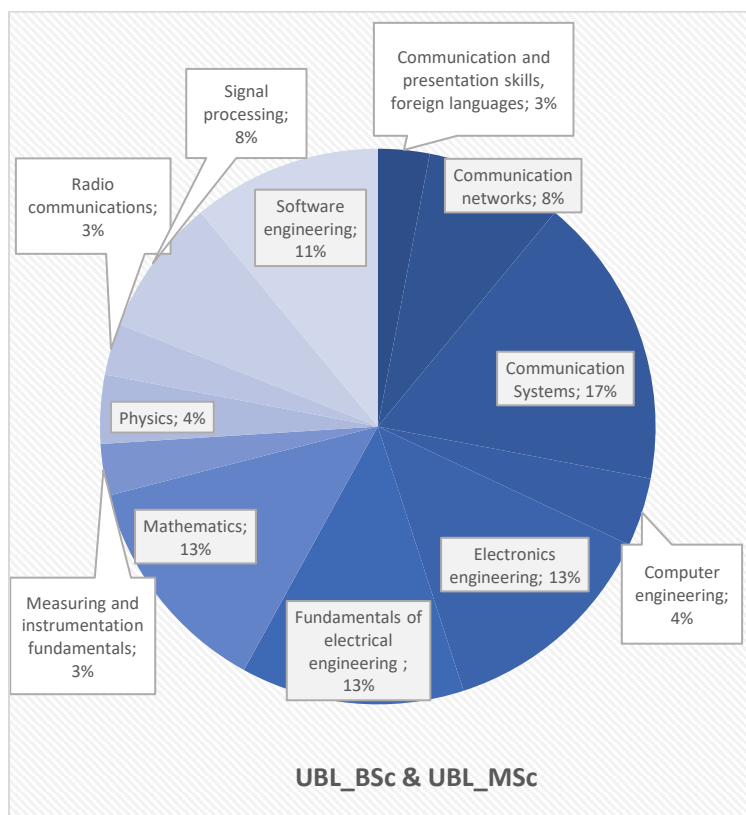 Communication and
presentation skills,
foreign languages; 3%
Communication
networks; 8%
Communication
Systems; 17%
Computer
engineering;
4%
Electronics
engineering; 13%
Fundamentals of
electrical
engineering ;
13%
Mathematics;
13%
Measuring and
instrumentation
fundamentals;
3%
Physics; 4%
Radio
communications;
3%
Signal
processing;
8%
Software
engineering;
11%
UBL_BSc & UBL_MSc